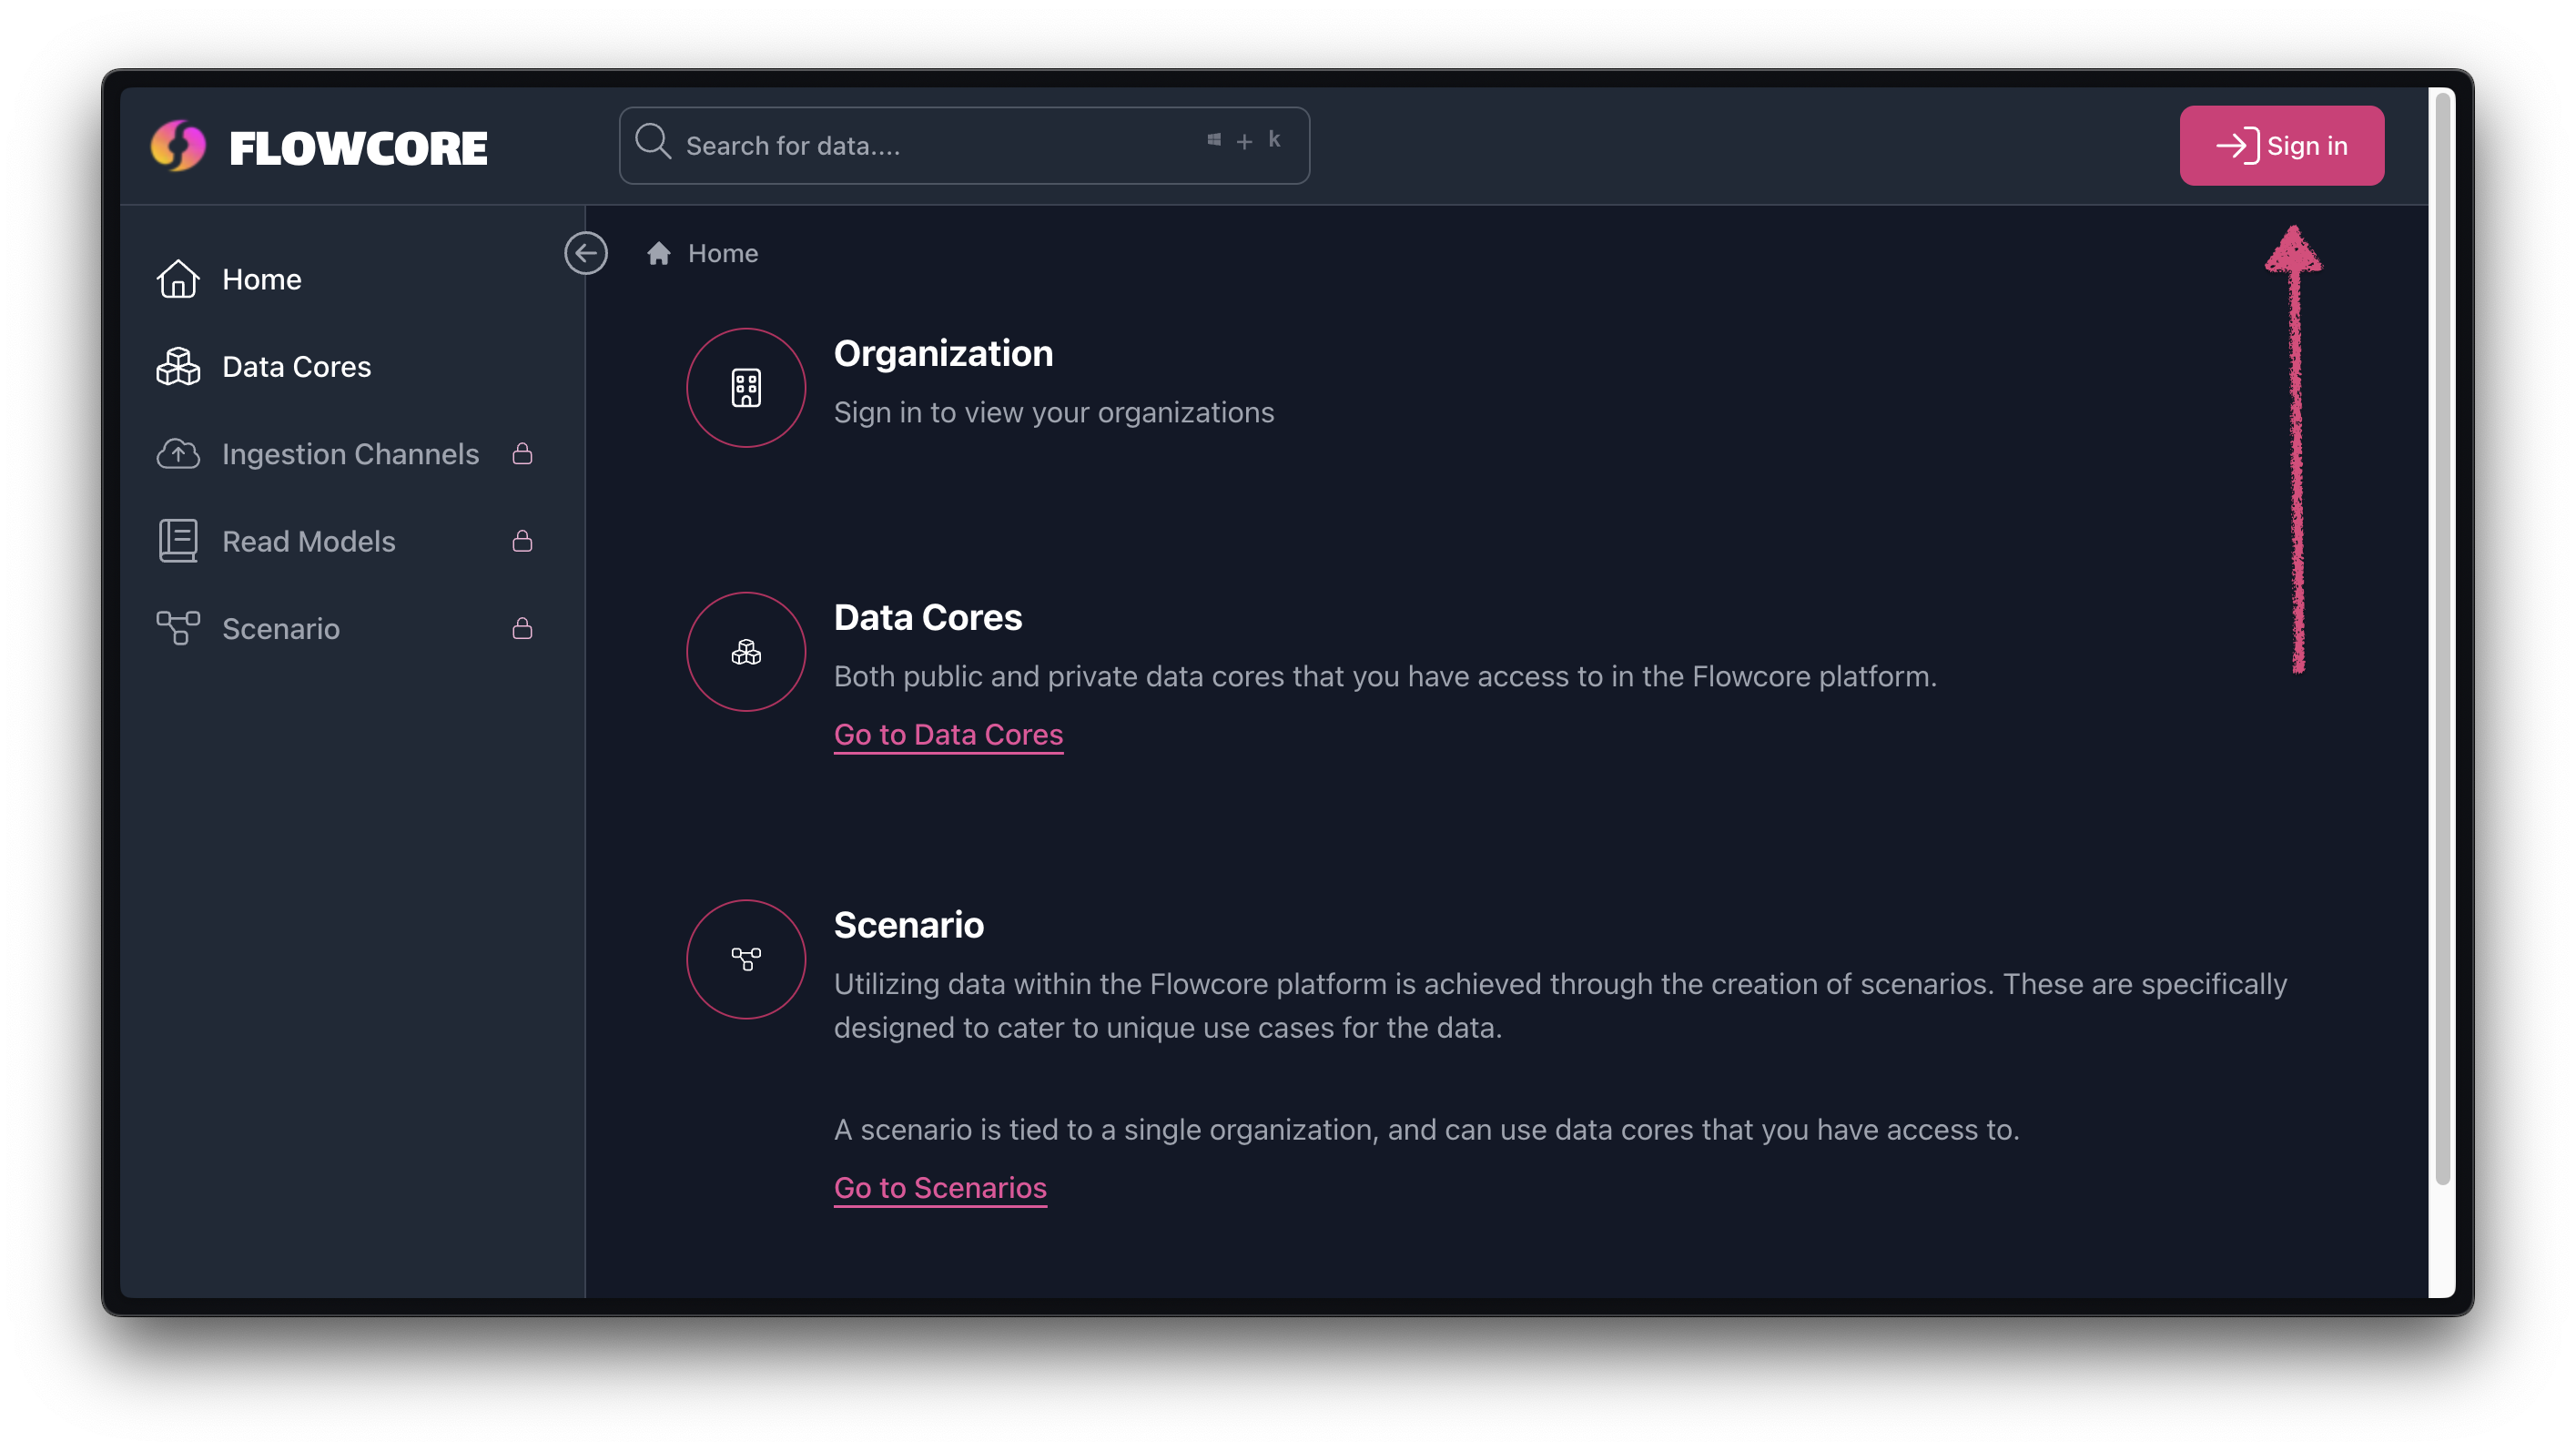 FLOWCORE
Search for data....
+ k
Sign in
Home
Data Cores
Ingestion Channels
Read Models
Scenario
Home
Organization
Sign in to view your organizations
Data Cores
Both public and private data cores that you have access to in the Flowcore platform.
Go to Data Cores
Scenario
Utilizing data within the Flowcore platform is achieved through the creation of scenarios. These are specifically
designed to cater to unique use cases for the data.
A scenario is tied to a single organization, and can use data cores that you have access to.
Go to Scenarios